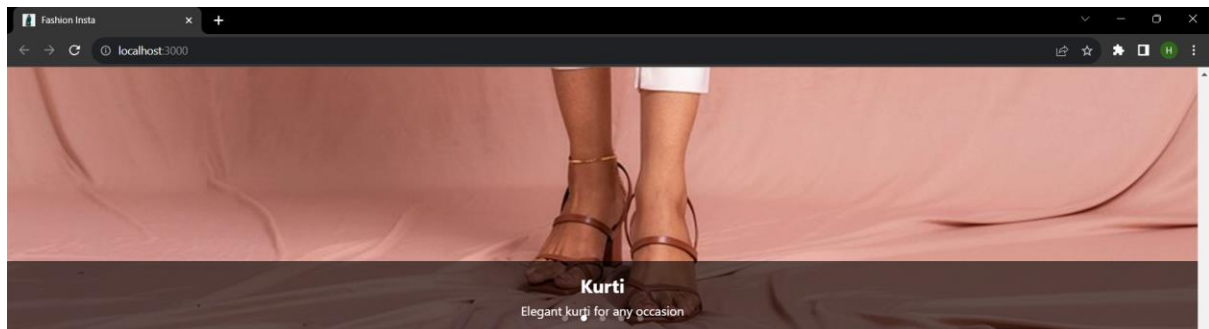 Fashion Insta
localhost:3000
H
Kurti
Elegant kurti for any occasion